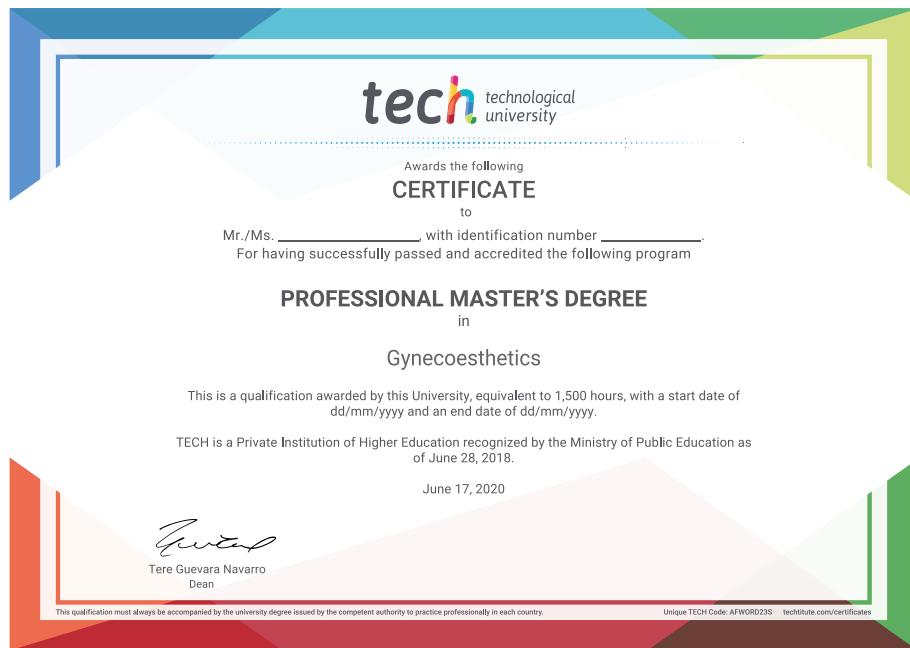 tech technological
university
Awards the following
CERTIFICATE
to
Mr./Ms. ____________________, with identification number ______________.
For having successfully passed and accredited the following program
PROFESSIONAL MASTER’S DEGREE
in
Gynecoesthetics
This is a qualification awarded by this University, equivalent to 1,500 hours, with a start date of
dd/mm/yyyy and an end date of dd/mm/yyyy.
TECH is a Private Institution of Higher Education recognized by the Ministry of Public Education as
of June 28, 2018.
June 17, 2020
Tere Guevara Navarro
Dean
This qualification must always be accompanied by the university degree issued by the competent authority to practice professionally in each country. Unique TECH Code: AFWORD23S techtitute.com/certificates